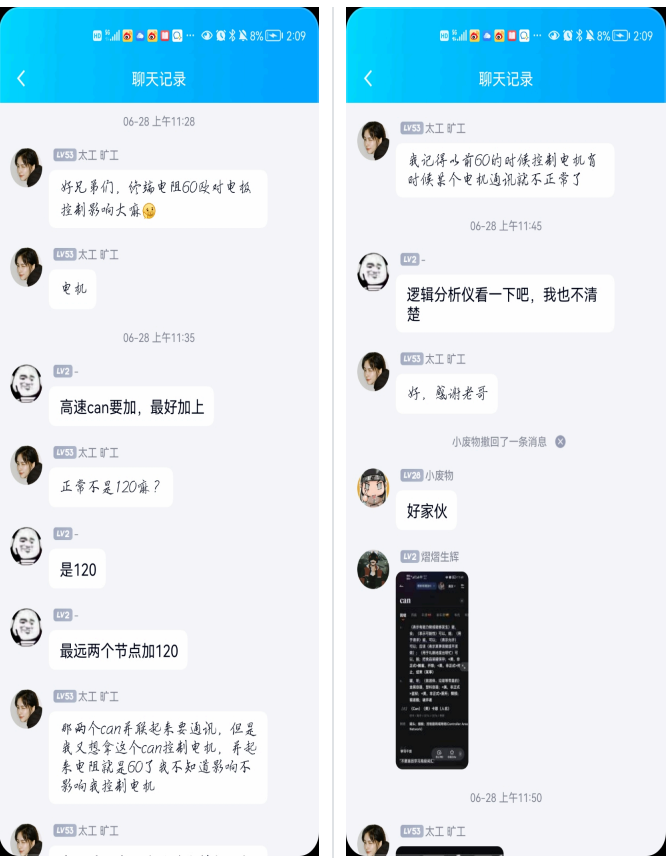 8% 2:09
聊天记录
06-28 上午11:28
LV53 太工 旷工
好兄弟们，终端电阻60欧对电极
控制影响大嘛
LV53 太工 旷工
电机
06-28 上午11:35
LV2 -
高速can要加，最好加上
LV53 太工 旷工
正常不是120嘛？
LV2 -
是120
LV2 -
最远两个节点加120
LV53 太工 旷工
那两个can并联起来要通讯，但是
我又想拿这个can控制电机，并起
来电阻就是60了我不知道影响不
影响我控制电机
LV53 太工 旷工
8% 2:09
聊天记录
LV53 太工 旷工
我记得以前60的时候控制电机有
时候某个电机通讯就不正常了
06-28 上午11:45
LV2 -
逻辑分析仪看一下吧，我也不清
楚
LV53 太工 旷工
好，感谢老哥
小废物撤回了一条消息
LV26 小废物
好家伙
LV2 熠熠生辉
can
06-28 上午11:50
LV53 太工 旷工